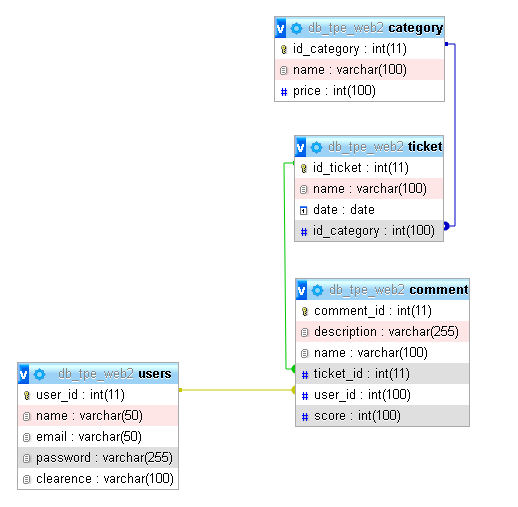 v db_tpe_web2 category
id_category : int(11)
name : varchar(100)
# price : int(100)
v db_tpe_web2 ticket
id_ticket : int(11)
name : varchar(100)
date : date
# id_category : int(100)
v db_tpe_web2 comment
comment_id : int(11)
description : varchar(255)
name : varchar(100)
# ticket_id : int(11)
# user_id : int(100)
# score : int(100)
v db_tpe_web2 users
user_id : int(11)
name : varchar(50)
email : varchar(50)
password : varchar(255)
clearence : varchar(100)